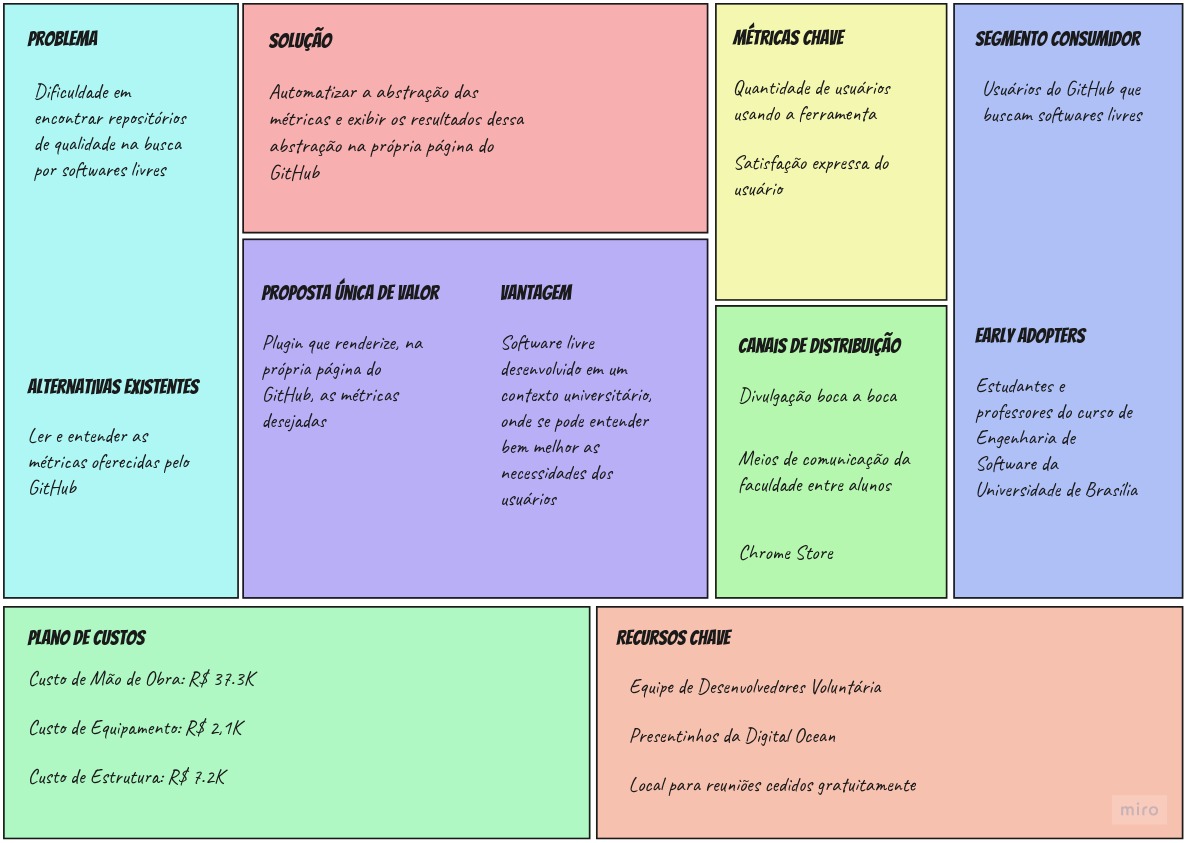 PROBLEMA
Dificuldade em
encontrar repositórios
de qualidade na busca
por softwares livres
ALTERNATIVAS EXISTENTES
Ler e entender as
métricas oferecidas pelo
GitHub
SOLUÇÃO
Automatizar a abstração das
métricas e exibir os resultados dessa
abstração na própria página do
GitHub
PROPOSTA ÚNICA DE VALOR
Plugin que renderize, na
própria página do
GitHub, as métricas
desejadas
VANTAGEM
Software livre
desenvolvido em um
contexto universitário,
onde se pode entender
bem melhor as
necessidades dos
usuários
MÉTRICAS CHAVE
Quantidade de usuários
usando a ferramenta
Satisfação expressa do
usuário
CANAIS DE DISTRIBUIÇÃO
Divulgação boca a boca
Meios de comunicação da
faculdade entre alunos
Chrome Store
SEGMENTO CONSUMIDOR
Usuários do GitHub que
buscam softwares livres
EARLY ADOPTERS
Estudantes e
professores do curso de
Engenharia de
Software da
Universidade de Brasília
PLANO DE CUSTOS
Custo de Mão de Obra: R$ 37.3K
Custo de Equipamento: R$ 2,1K
Custo de Estrutura: R$ 7.2K
RECURSOS CHAVE
Equipe de Desenvolvedores Voluntária
Presentinhos da Digital Ocean
Local para reuniões cedidos gratuitamente
miro